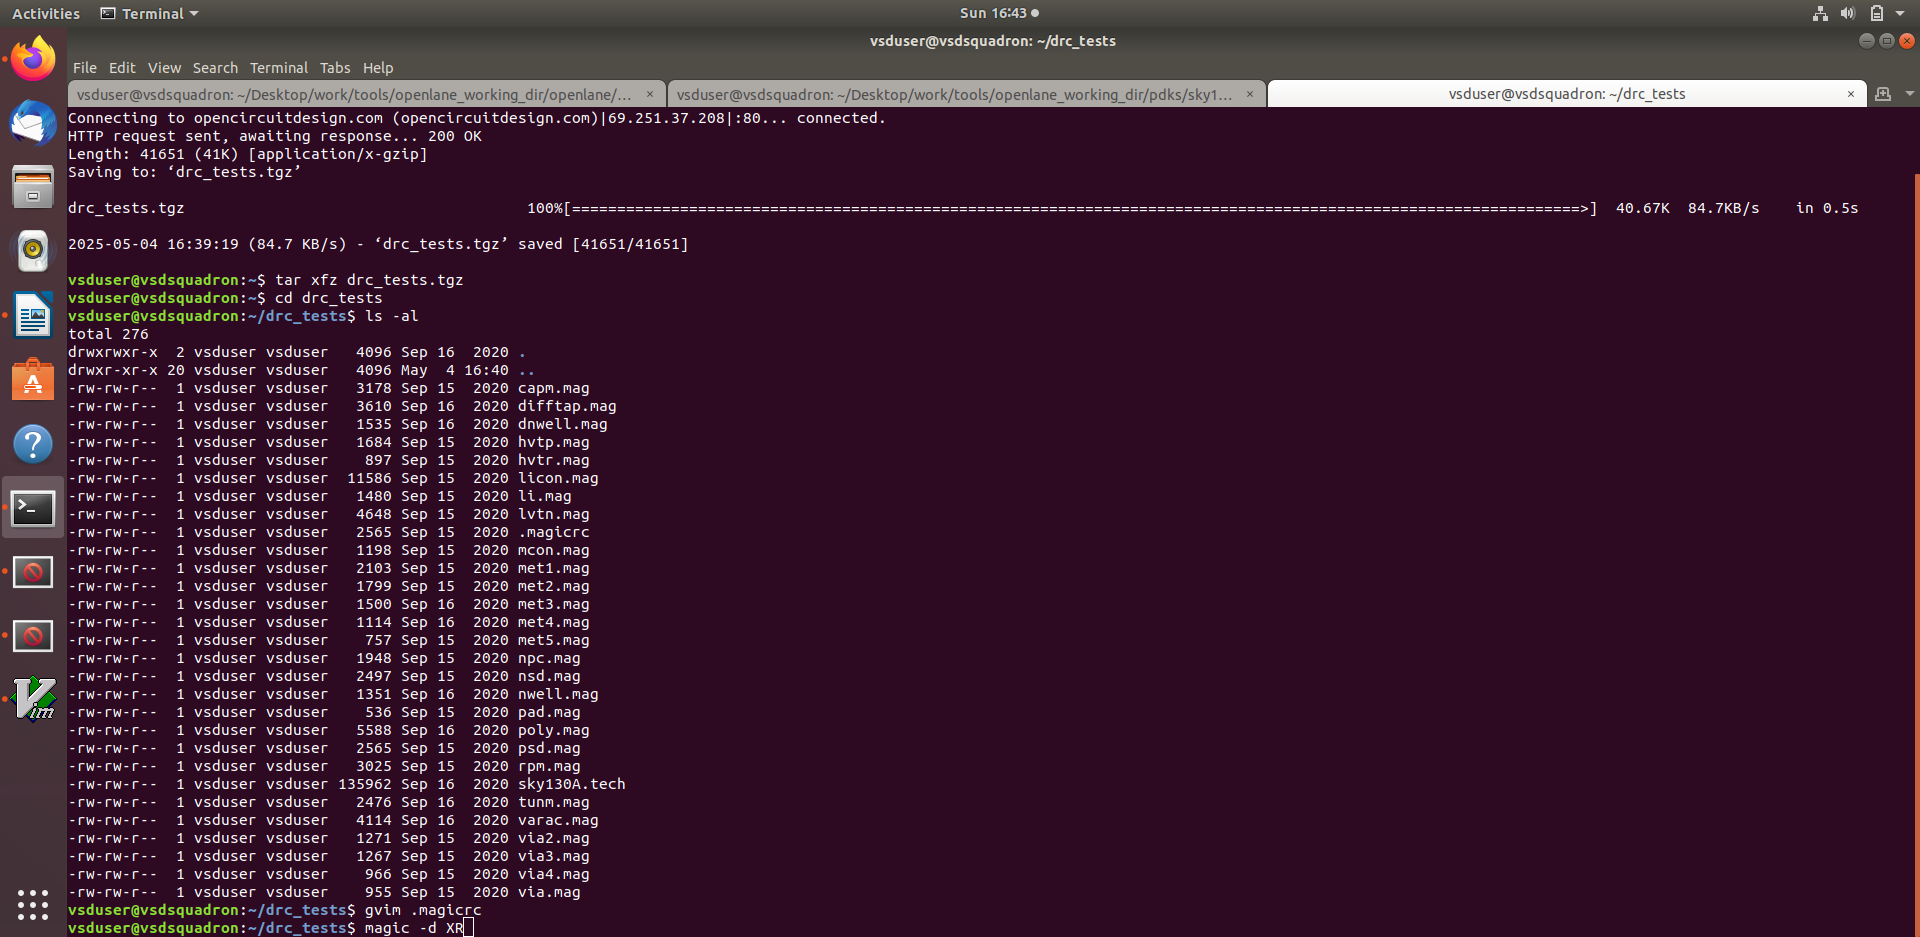 Activities Terminal Sun 16:43
vsduser@vsdsquadron: ~/drc_tests
File Edit View Search Terminal Tabs Help
vsduser@vsdsquadron: ~/Desktop/work/tools/openlane_working_dir/openlane/... × vsduser@vsdsquadron: ~/Desktop/work/tools/openlane_working_dir/pdks/sky1... × vsduser@vsdsquadron: ~/drc_tests ×
Connecting to opencircuitdesign.com (opencircuitdesign.com)|69.251.37.208|:80... connected.
HTTP request sent, awaiting response... 200 OK
Length: 41651 (41K) [application/x-gzip]
Saving to: ‘drc_tests.tgz’
drc_tests.tgz 100%[================================================================================================================>] 40.67K 84.7KB/s in 0.5s
2025-05-04 16:39:19 (84.7 KB/s) - ‘drc_tests.tgz’ saved [41651/41651]
vsduser@vsdsquadron:~$ tar xfz drc_tests.tgz
vsduser@vsdsquadron:~$ cd drc_tests
vsduser@vsdsquadron:~/drc_tests$ ls -al
total 276
drwxrwxr-x 2 vsduser vsduser 4096 Sep 16 2020 .
drwxr-xr-x 20 vsduser vsduser 4096 May 4 16:40 ..
-rw-rw-r-- 1 vsduser vsduser 3178 Sep 15 2020 capm.mag
-rw-rw-r-- 1 vsduser vsduser 3610 Sep 16 2020 difftap.mag
-rw-rw-r-- 1 vsduser vsduser 1535 Sep 16 2020 dnwell.mag
-rw-rw-r-- 1 vsduser vsduser 1684 Sep 15 2020 hvtp.mag
-rw-rw-r-- 1 vsduser vsduser 897 Sep 15 2020 hvtr.mag
-rw-rw-r-- 1 vsduser vsduser 11586 Sep 15 2020 licon.mag
-rw-rw-r-- 1 vsduser vsduser 1480 Sep 15 2020 li.mag
-rw-rw-r-- 1 vsduser vsduser 4648 Sep 15 2020 lvtn.mag
-rw-rw-r-- 1 vsduser vsduser 2565 Sep 15 2020 .magicrc
-rw-rw-r-- 1 vsduser vsduser 1198 Sep 15 2020 mcon.mag
-rw-rw-r-- 1 vsduser vsduser 2103 Sep 15 2020 met1.mag
-rw-rw-r-- 1 vsduser vsduser 1799 Sep 15 2020 met2.mag
-rw-rw-r-- 1 vsduser vsduser 1500 Sep 16 2020 met3.mag
-rw-rw-r-- 1 vsduser vsduser 1114 Sep 16 2020 met4.mag
-rw-rw-r-- 1 vsduser vsduser 757 Sep 15 2020 met5.mag
-rw-rw-r-- 1 vsduser vsduser 1948 Sep 15 2020 npc.mag
-rw-rw-r-- 1 vsduser vsduser 2497 Sep 15 2020 nsd.mag
-rw-rw-r-- 1 vsduser vsduser 1351 Sep 16 2020 nwell.mag
-rw-rw-r-- 1 vsduser vsduser 536 Sep 15 2020 pad.mag
-rw-rw-r-- 1 vsduser vsduser 5588 Sep 16 2020 poly.mag
-rw-rw-r-- 1 vsduser vsduser 2565 Sep 15 2020 psd.mag
-rw-rw-r-- 1 vsduser vsduser 3025 Sep 15 2020 rpm.mag
-rw-rw-r-- 1 vsduser vsduser 135962 Sep 16 2020 sky130A.tech
-rw-rw-r-- 1 vsduser vsduser 2476 Sep 15 2020 tunm.mag
-rw-rw-r-- 1 vsduser vsduser 4114 Sep 16 2020 varac.mag
-rw-rw-r-- 1 vsduser vsduser 1271 Sep 15 2020 via2.mag
-rw-rw-r-- 1 vsduser vsduser 1267 Sep 15 2020 via3.mag
-rw-rw-r-- 1 vsduser vsduser 966 Sep 15 2020 via4.mag
-rw-rw-r-- 1 vsduser vsduser 955 Sep 15 2020 via.mag
vsduser@vsdsquadron:~/drc_tests$ gvim .magicrc
vsduser@vsdsquadron:~/drc_tests$ magic -d XR